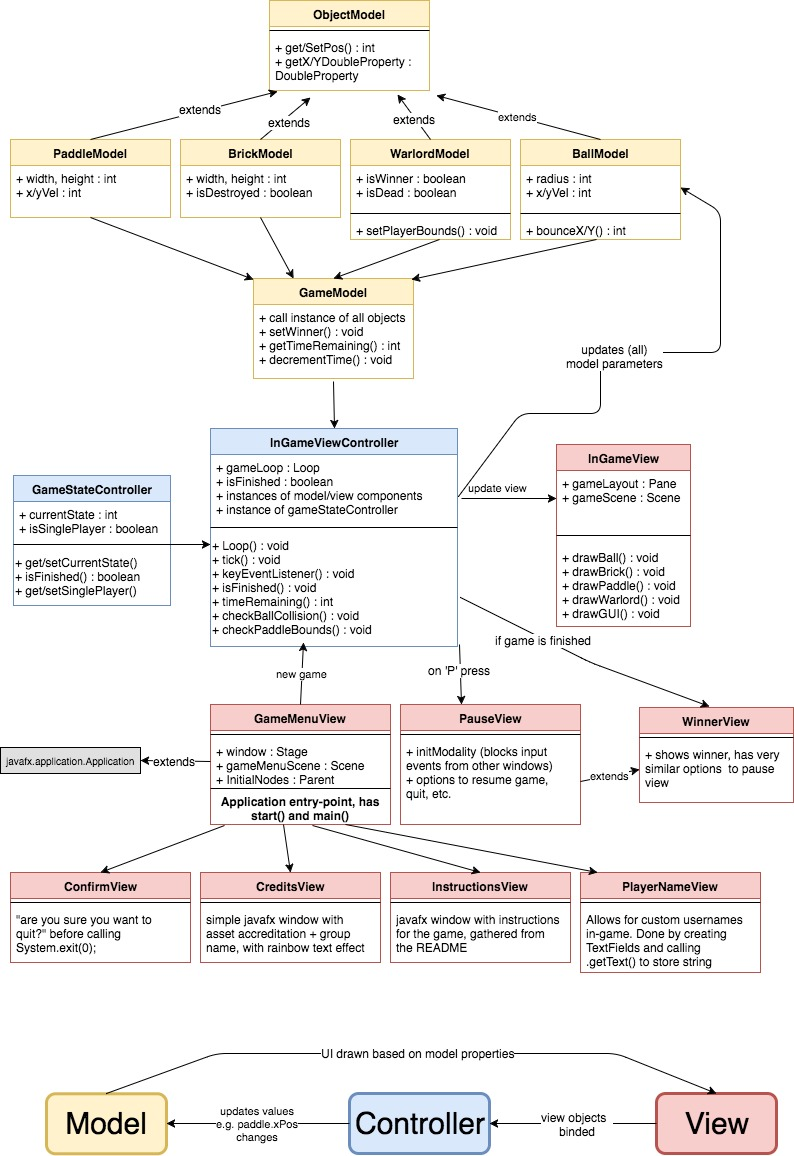 ObjectModel
+ get/SetPos() : int
+ getX/YDoubleProperty :
DoubleProperty
extends
extends
extends
extends
PaddleModel
+ width, height : int
+ x/yVel : int
BrickModel
+ width, height : int
+ isDestroyed : boolean
WarlordModel
+ isWinner : boolean
+ isDead : boolean
+ setPlayerBounds() : void
BallModel
+ radius : int
+ x/yVel : int
+ bounceX/Y() : int
GameModel
+ call instance of all objects
+ setWinner() : void
+ getTimeRemaining() : int
+ decrementTime() : void
updates (all)
model parameters
InGameViewController
+ gameLoop : Loop
+ isFinished : boolean
+ instances of model/view components
+ instance of gameStateController
+ Loop() : void
+ tick() : void
+ keyEventListener() : void
+ isFinished() : void
+ timeRemaining() : int
+ checkBallCollision() : void
+ checkPaddleBounds() : void
GameStateController
+ currentState : int
+ isSinglePlayer : boolean
+ get/setCurrentState()
+ isFinished() : boolean
+ get/setSinglePlayer()
update view
InGameView
+ gameLayout : Pane
+ gameScene : Scene
+ drawBall() : void
+ drawBrick() : void
+ drawPaddle() : void
+ drawWarlord() : void
+ drawGUI() : void
if game is finished
on 'P' press
new game
GameMenuView
+ window : Stage
+ gameMenuScene : Scene
+ InitialNodes : Parent
Application entry-point, has
start() and main()
javafx.application.Application
extends
PauseView
+ initModality (blocks input
events from other windows)
+ options to resume game,
quit, etc.
extends
WinnerView
+ shows winner, has very
similar options to pause
view
ConfirmView
"are you sure you want to
quit?" before calling
System.exit(0);
CreditsView
simple javafx window with
asset accreditation + group
name, with rainbow text effect
InstructionsView
javafx window with instructions
for the game, gathered from
the README
PlayerNameView
Allows for custom usernames
in-game. Done by creating
TextFields and calling
.getText() to store string
UI drawn based on model properties
Model
updates values
e.g. paddle.xPos
changes
Controller
view objects
binded
View